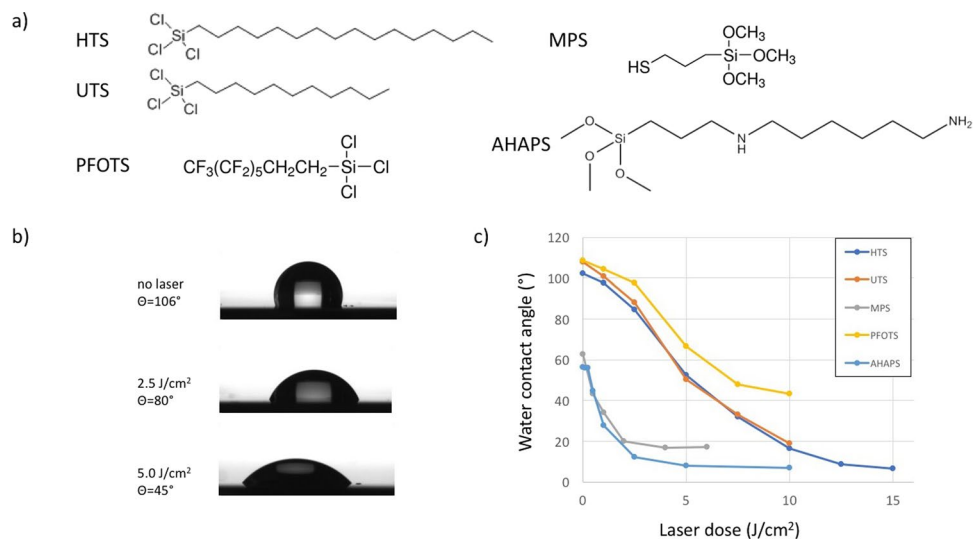 a)
HTS
Cl
Cl
Si
Cl
UTS
Cl
Cl
Si
Cl
PFOTS
Cl
CF₃(CF₂)₅CH₂CH₂–Si–Cl
Cl
MPS
OCH₃
HS
Si–OCH₃
OCH₃
AHAPS
O
Si
O
O
N
H
NH₂
b)
no laser
Θ=106°
2.5 J/cm²
Θ=80°
5.0 J/cm²
Θ=45°
c)
Water contact angle (°)
120
100
80
60
40
20
0
0 5 10 15
Laser dose (J/cm²)
HTS
UTS
MPS
PFOTS
AHAPS